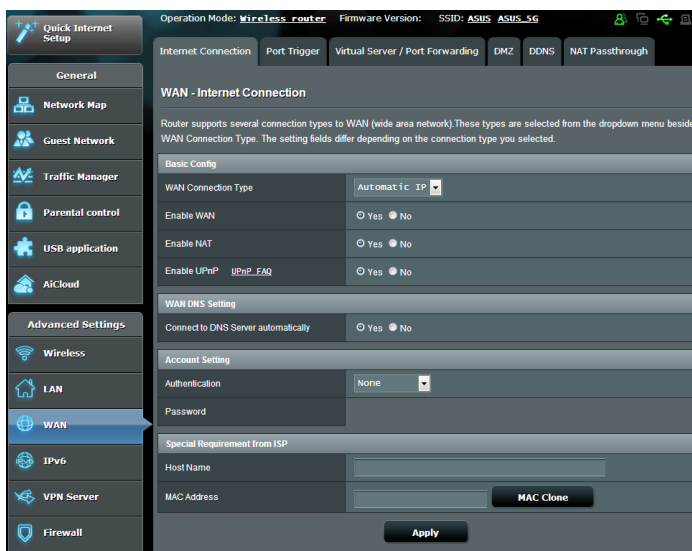 Quick Internet
Setup
Operation Mode: Wireless router Firmware Version: SSID: ASUS ASUS_5G
Internet Connection Port Trigger Virtual Server / Port Forwarding DMZ DDNS NAT Passthrough
General
Network Map
Guest Network
Traffic Manager
Parental control
USB application
AiCloud
Advanced Settings
Wireless
LAN
WAN
IPv6
VPN Server
Firewall
WAN - Internet Connection
Router supports several connection types to WAN (wide area network).These types are selected from the dropdown menu beside
WAN Connection Type. The setting fields differ depending on the connection type you selected.
Basic Config
WAN Connection Type Automatic IP
Enable WAN Yes No
Enable NAT Yes No
Enable UPnP UPnP FAQ Yes No
WAN DNS Setting
Connect to DNS Server automatically Yes No
Account Setting
Authentication None
Password
Special Requirement from ISP
Host Name
MAC Address MAC Clone
Apply